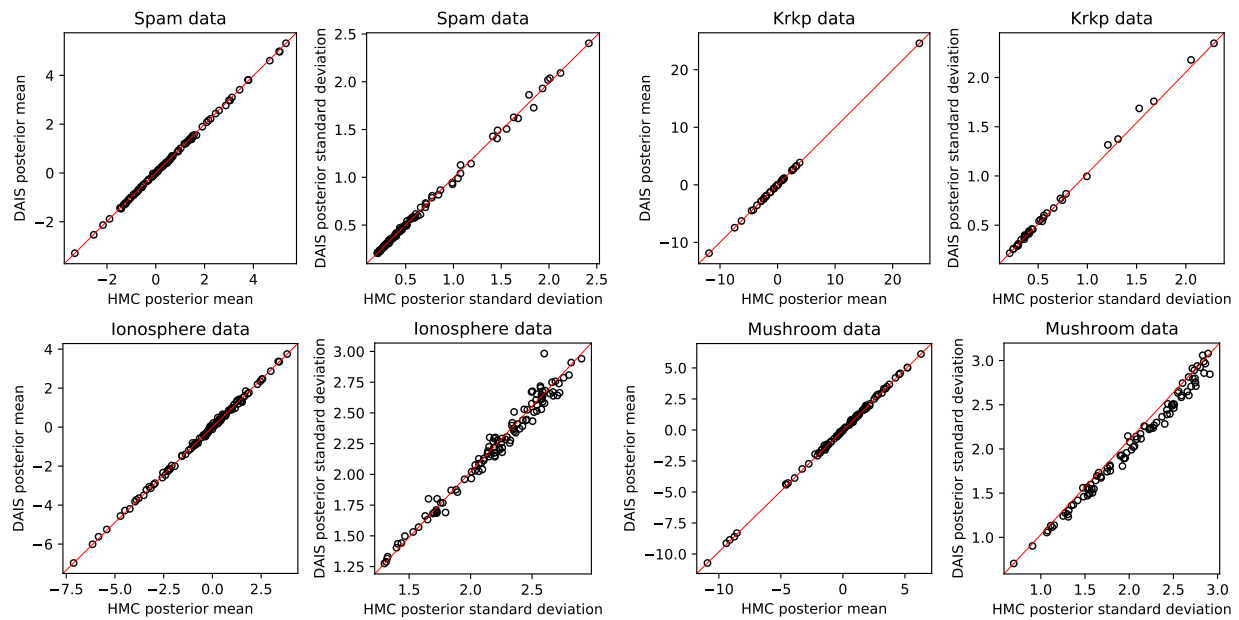 Spam data
DAIS posterior mean
4
2
0
−2
−2 0 2 4
HMC posterior mean
Spam data
DAIS posterior standard deviation
2.5
2.0
1.5
1.0
0.5
0.5 1.0 1.5 2.0 2.5
HMC posterior standard deviation
Krkp data
DAIS posterior mean
20
10
0
−10
−10 0 10 20
HMC posterior mean
Krkp data
DAIS posterior standard deviation
2.0
1.5
1.0
0.5
0.5 1.0 1.5 2.0
HMC posterior standard deviation
Ionosphere data
DAIS posterior mean
4
2
0
−2
−4
−6
−7.5 −5.0 −2.5 0.0 2.5
HMC posterior mean
Ionosphere data
DAIS posterior standard deviation
3.00
2.75
2.50
2.25
2.00
1.75
1.50
1.25
1.5 2.0 2.5
HMC posterior standard deviation
Mushroom data
DAIS posterior mean
5.0
2.5
0.0
−2.5
−5.0
−7.5
−10.0
−10 −5 0 5
HMC posterior mean
Mushroom data
DAIS posterior standard deviation
3.0
2.5
2.0
1.5
1.0
1.0 1.5 2.0 2.5 3.0
HMC posterior standard deviation